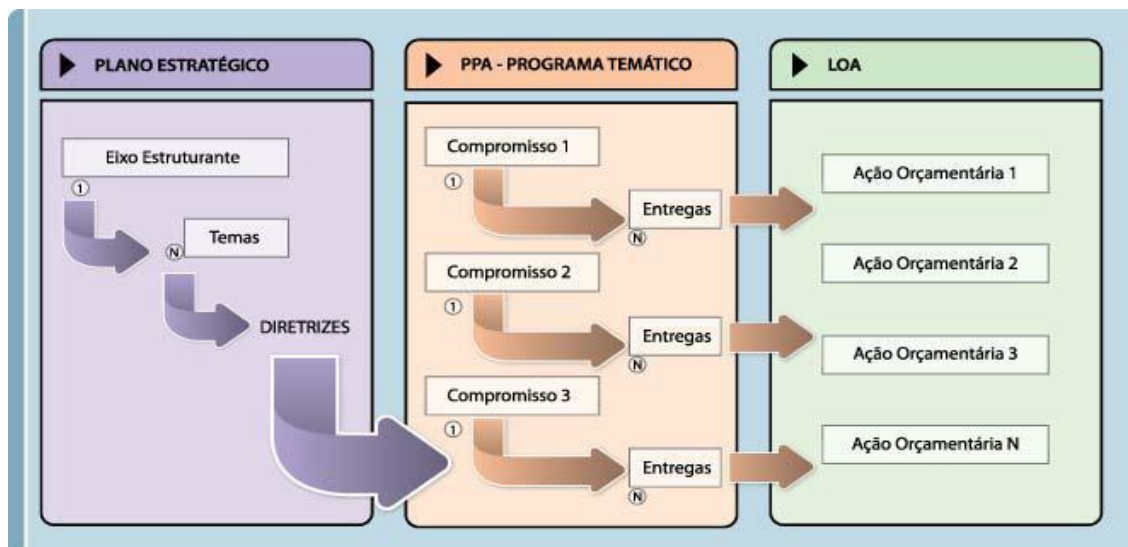 PLANO ESTRATÉGICO
Eixo Estruturante
1
N
Temas
DIRETRIZES
PPA - PROGRAMA TEMÁTICO
Compromisso 1
1
Entregas
N
Compromisso 2
1
Entregas
N
Compromisso 3
1
Entregas
N
LOA
Ação Orçamentária 1
Ação Orçamentária 2
Ação Orçamentária 3
Ação Orçamentária N